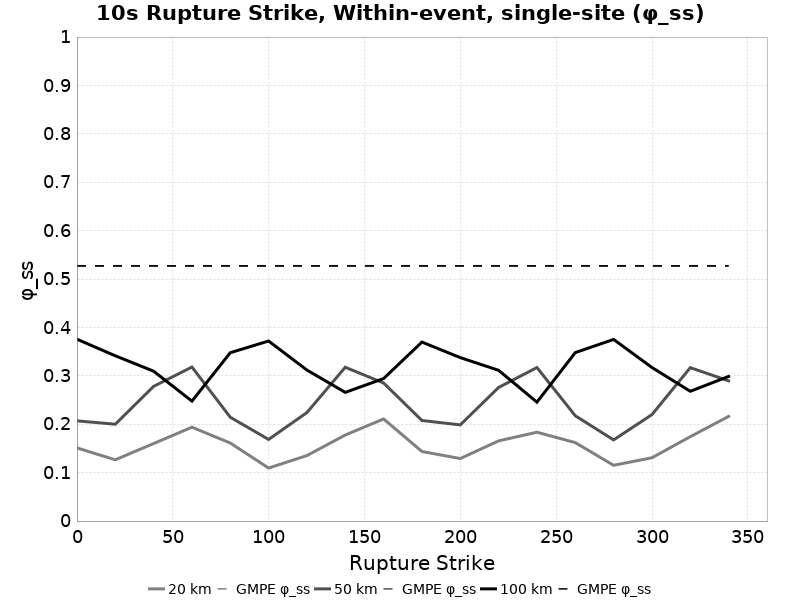 10s Rupture Strike, Within-event, single-site (φ_ss)
1
0.9
0.8
0.7
0.6
0.5
0.4
0.3
0.2
0.1
0
φ_ss
0 50 100 150 200 250 300 350
Rupture Strike
20 km GMPE φ_ss 50 km GMPE φ_ss 100 km GMPE φ_ss